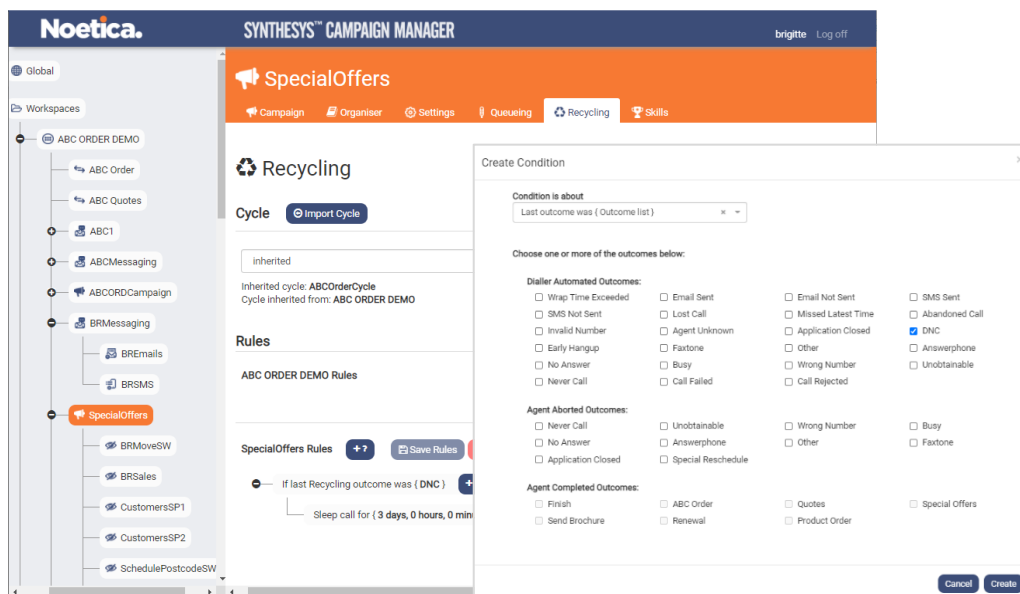 Noetica.
SYNTHESYS™ CAMPAIGN MANAGER
brigitte Log off
Global
Workspaces
ABC ORDER DEMO
ABC Order
ABC Quotes
ABC1
ABCMessaging
ABCORDCampaign
BRMessaging
BREmails
BRSMS
SpecialOffers
BRMoveSW
BRSales
CustomersSP1
CustomersSP2
SchedulePostcodeSW
SpecialOffers
Campaign Organiser Settings Queueing Recycling Skills
Recycling
Cycle Import Cycle
inherited
Inherited cycle: ABCOrderCycle
Cycle inherited from: ABC ORDER DEMO
Rules
ABC ORDER DEMO Rules
SpecialOffers Rules +? Save Rules
If last Recycling outcome was { DNC } +
Sleep call for { 3 days, 0 hours, 0
Create Condition
Condition is about
Last outcome was { Outcome list } ×
Choose one or more of the outcomes below:
Dialler Automated Outcomes:
Wrap Time Exceeded Email Sent Email Not Sent SMS Sent
SMS Not Sent Lost Call Missed Latest Time Abandoned Call
Invalid Number Agent Unknown Application Closed DNC
Early Hangup Faxtone Other Answerphone
No Answer Busy Wrong Number Unobtainable
Never Call Call Failed Call Rejected
Agent Aborted Outcomes:
Never Call Unobtainable Wrong Number Busy
No Answer Answerphone Other Faxtone
Application Closed Special Reschedule
Agent Completed Outcomes:
Finish ABC Order Quotes Special Offers
Send Brochure Renewal Product Order
Cancel Create